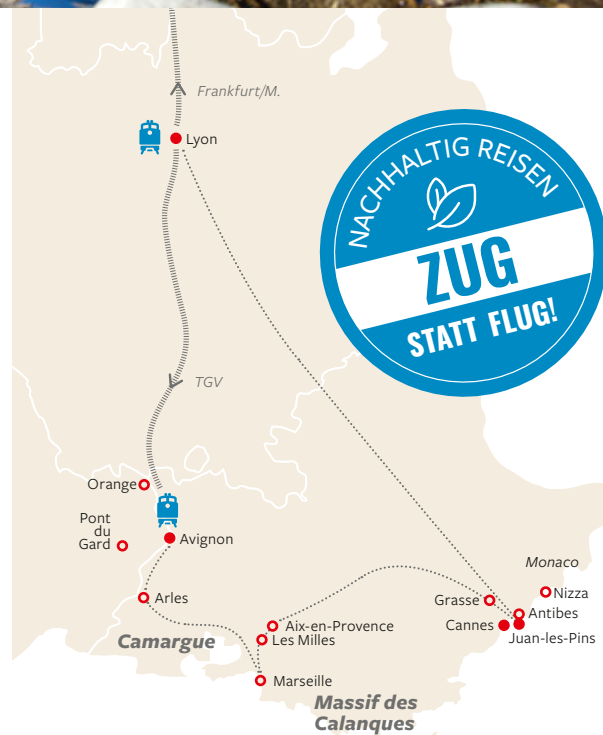 Frankfurt/M.
Lyon
NACHHALTIG REISEN
ZUG
STATT FLUG!
TGV
Orange
Pont
du
Gard
Avignon
Monaco
Nizza
Grasse
Antibes
Arles
Cannes
Juan-les-Pins
Aix-en-Provence
Camargue
Les Milles
Marseille
Massif des
Calanques